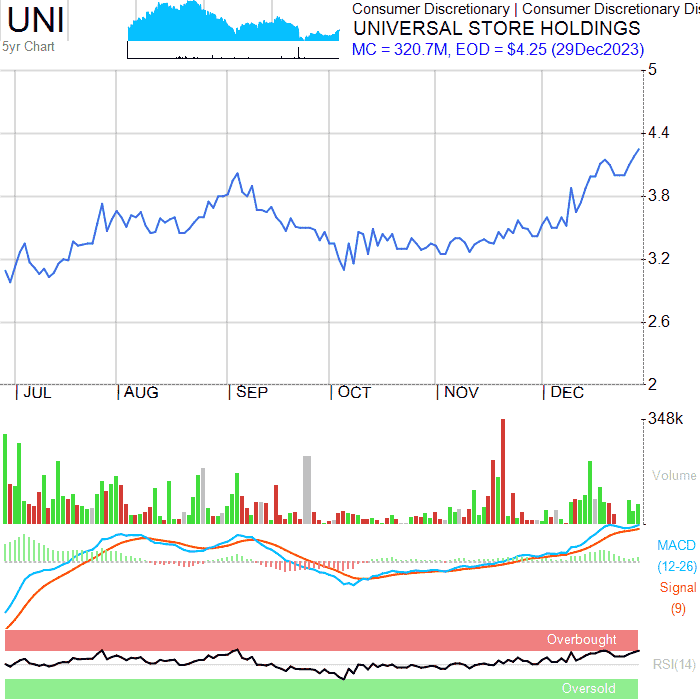 UNI
5yr Chart
Consumer Discretionary | Consumer Discretionary Dis
UNIVERSAL STORE HOLDINGS
MC = 320.7M, EOD = $4.25 (29Dec2023)
5
4.4
3.8
3.2
2.6
2
JUL
AUG
SEP
OCT
NOV
DEC
348k
Volume
MACD
(12-26)
Signal
(9)
Overbought
RSI(14)
Oversold